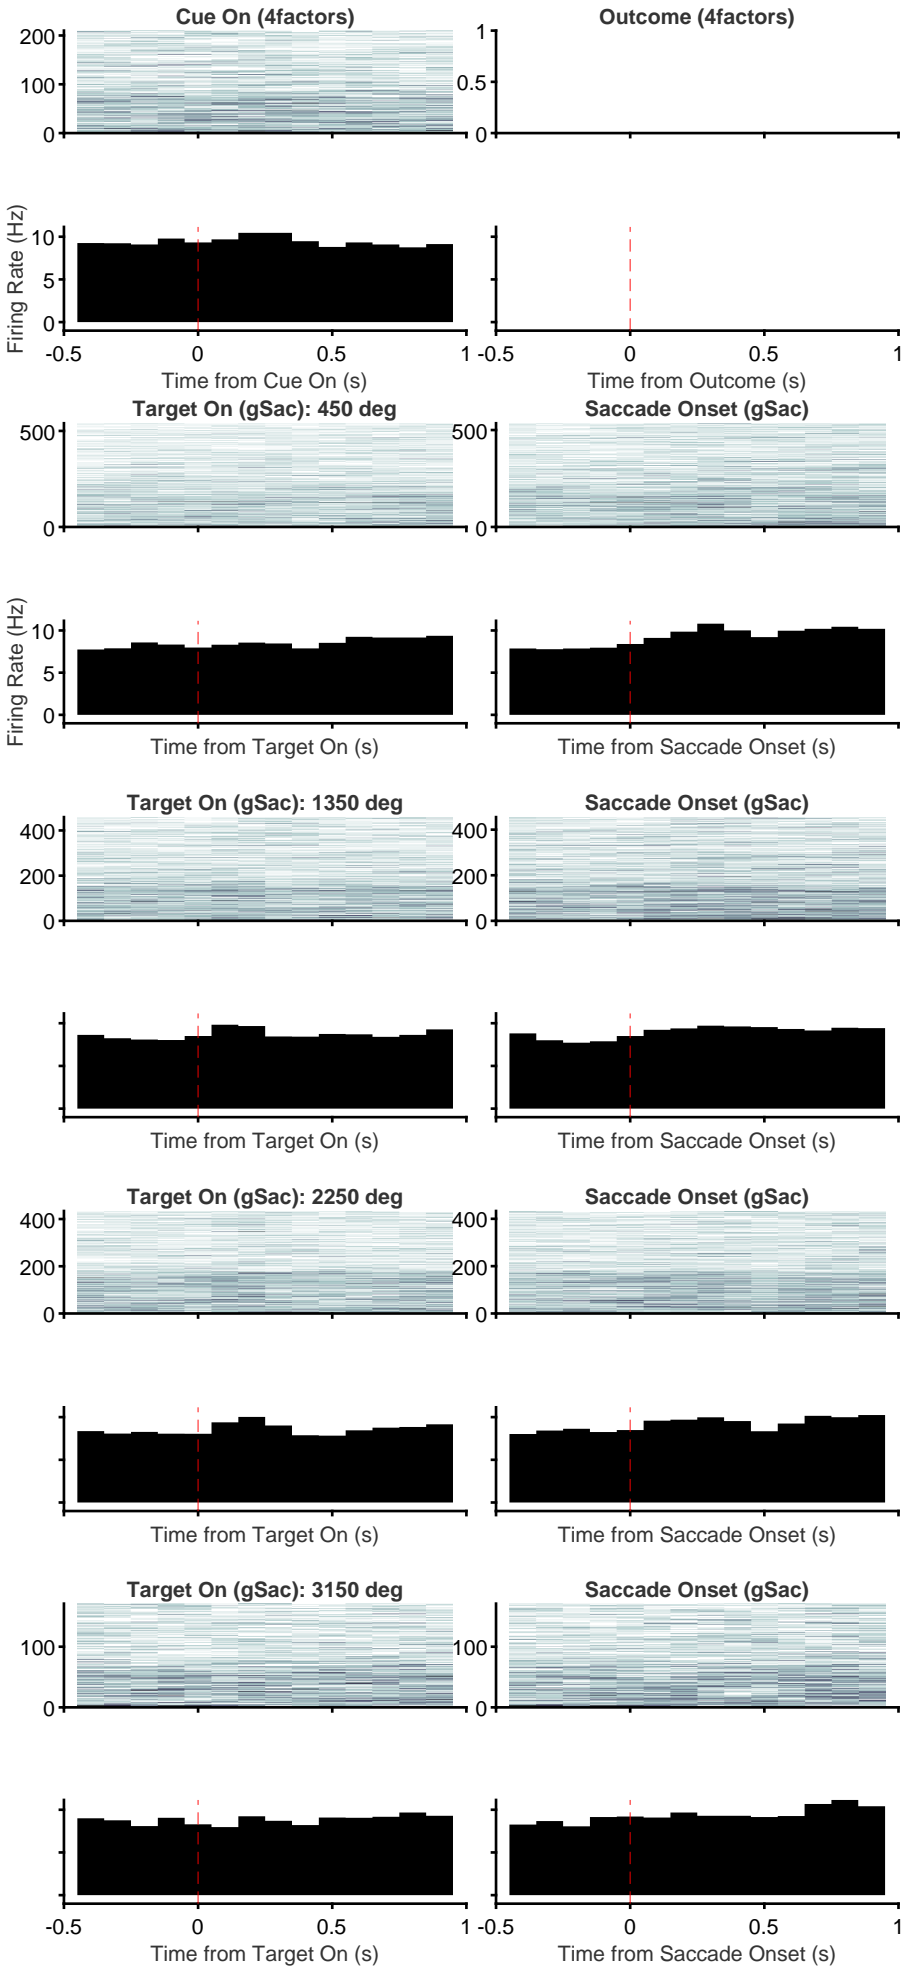 Cue On (4factors)
Outcome (4factors)
200
100
0
1
0.5
0
Firing Rate (Hz)
10
5
0
-0.5 0 0.5 1
Time from Cue On (s)
-0.5 0 0.5 1
Time from Outcome (s)
Target On (gSac): 450 deg
Saccade Onset (gSac)
500
0
500
0
Firing Rate (Hz)
10
5
0
10
5
0
Time from Target On (s)
Time from Saccade Onset (s)
Target On (gSac): 1350 deg
Saccade Onset (gSac)
400
200
0
400
200
0
Time from Target On (s)
Time from Saccade Onset (s)
Target On (gSac): 2250 deg
Saccade Onset (gSac)
400
200
0
400
200
0
Time from Target On (s)
Time from Saccade Onset (s)
Target On (gSac): 3150 deg
Saccade Onset (gSac)
100
0
100
0
-0.5 0 0.5 1
Time from Target On (s)
-0.5 0 0.5 1
Time from Saccade Onset (s)